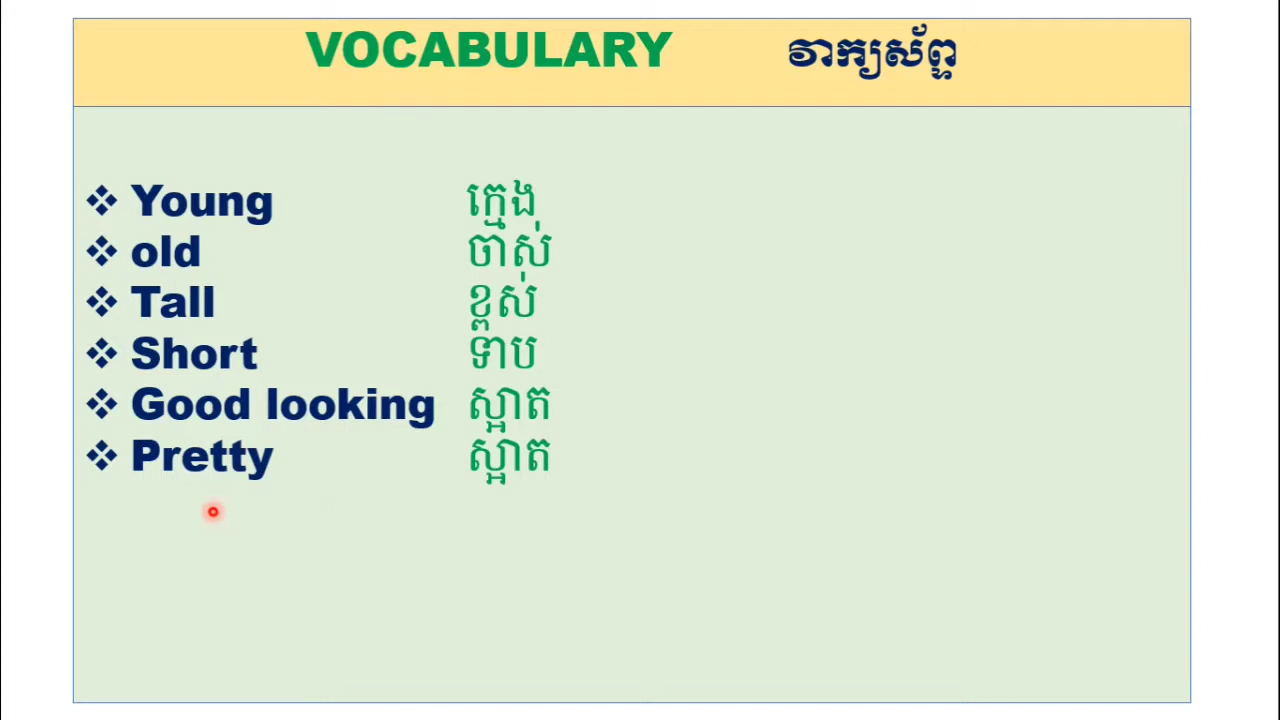 VOCABULARY វាក្យស័ព្ទ
❖ Young ក្មេង
❖ old ចាស់
❖ Tall ខ្ពស់
❖ Short ទាប
❖ Good looking ស្អាត
❖ Pretty ស្អាត